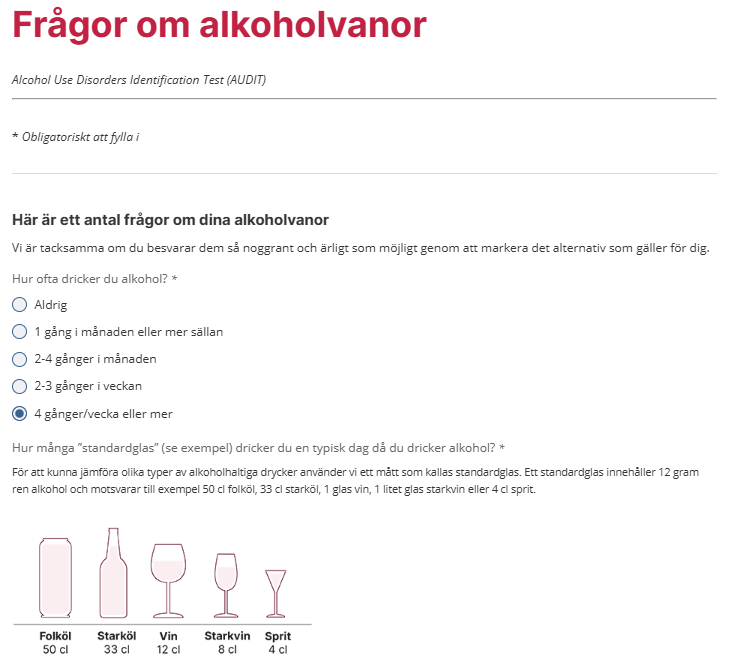 Frågor om alkoholvanor
Alcohol Use Disorders Identification Test (AUDIT)
* Obligatoriskt att fylla i
Här är ett antal frågor om dina alkoholvanor
Vi är tacksamma om du besvarar dem så noggrant och ärligt som möjligt genom att markera det alternativ som gäller för dig.
Hur ofta dricker du alkohol? *
Aldrig
1 gång i månaden eller mer sällan
2-4 gånger i månaden
2-3 gånger i veckan
4 gånger/vecka eller mer
Hur många "standardglas" (se exempel) dricker du en typisk dag då du dricker alkohol? *
För att kunna jämföra olika typer av alkoholhaltiga drycker använder vi ett mått som kallas standardglas. Ett standardglas innehåller 12 gram
ren alkohol och motsvarar till exempel 50 cl folköl, 33 cl starköl, 1 glas vin, 1 litet glas starkvin eller 4 cl sprit.
Folköl Starköl Vin Starkvin Sprit
50 cl 33 cl 12 cl 8 cl 4 cl